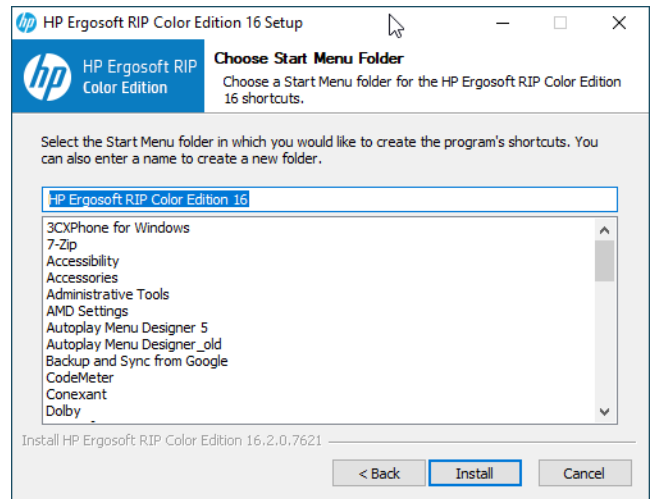 HP Ergosoft RIP Color Edition 16 Setup
hp
HP Ergosoft RIP
Color Edition
Choose Start Menu Folder
Choose a Start Menu folder for the HP Ergosoft RIP Color Edition
16 shortcuts.
Select the Start Menu folder in which you would like to create the program's shortcuts. You
can also enter a name to create a new folder.
HP Ergosoft RIP Color Edition 16
3CXPhone for Windows
7-Zip
Accessibility
Accessories
Administrative Tools
AMD Settings
Autoplay Menu Designer 5
Autoplay Menu Designer_old
Backup and Sync from Google
CodeMeter
Conexant
Dolby
Install HP Ergosoft RIP Color Edition 16.2.0.7621
< Back
Install
Cancel